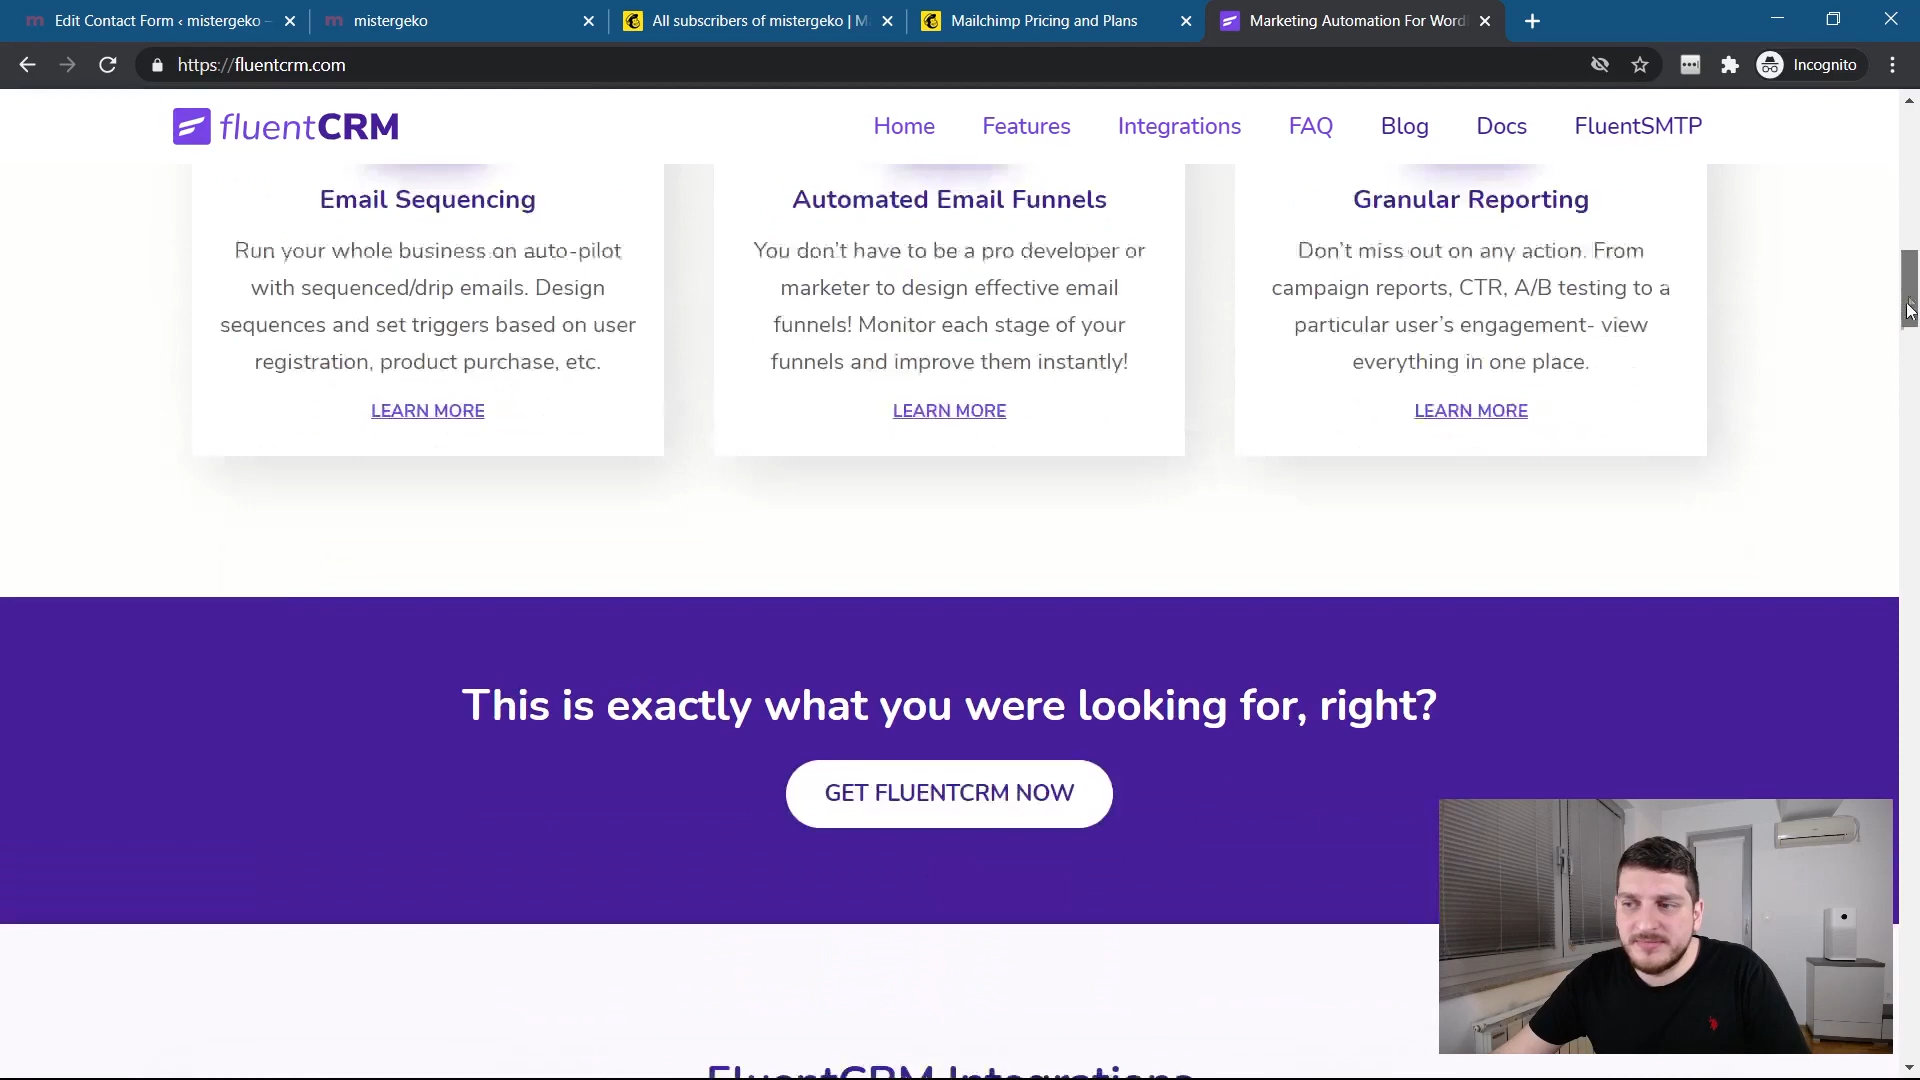 Edit Contact Form ‹ mistergeko –
mistergeko
All subscribers of mistergeko | M
Mailchimp Pricing and Plans
Marketing Automation For Word
https://fluentcrm.com
Incognito
fluentCRM
Home
Features
Integrations
FAQ
Blog
Docs
FluentSMTP
Email Sequencing
Run your whole business on auto-pilot
with sequenced/drip emails. Design
sequences and set triggers based on user
registration, product purchase, etc.
LEARN MORE
Automated Email Funnels
You don't have to be a pro developer or
marketer to design effective email
funnels! Monitor each stage of your
funnels and improve them instantly!
LEARN MORE
Granular Reporting
Don't miss out on any action. From
campaign reports, CTR, A/B testing to a
particular user's engagement- view
everything in one place.
LEARN MORE
This is exactly what you were looking for, right?
GET FLUENTCRM NOW
FluentCRM Integrations